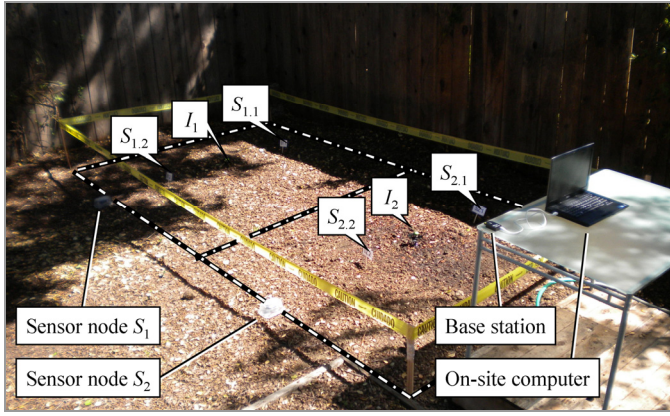 S1.1
I1
S1.2
S2.1
I2
S2.2
CAUTION
Sensor node S1
Base station
Sensor node S2
On-site computer